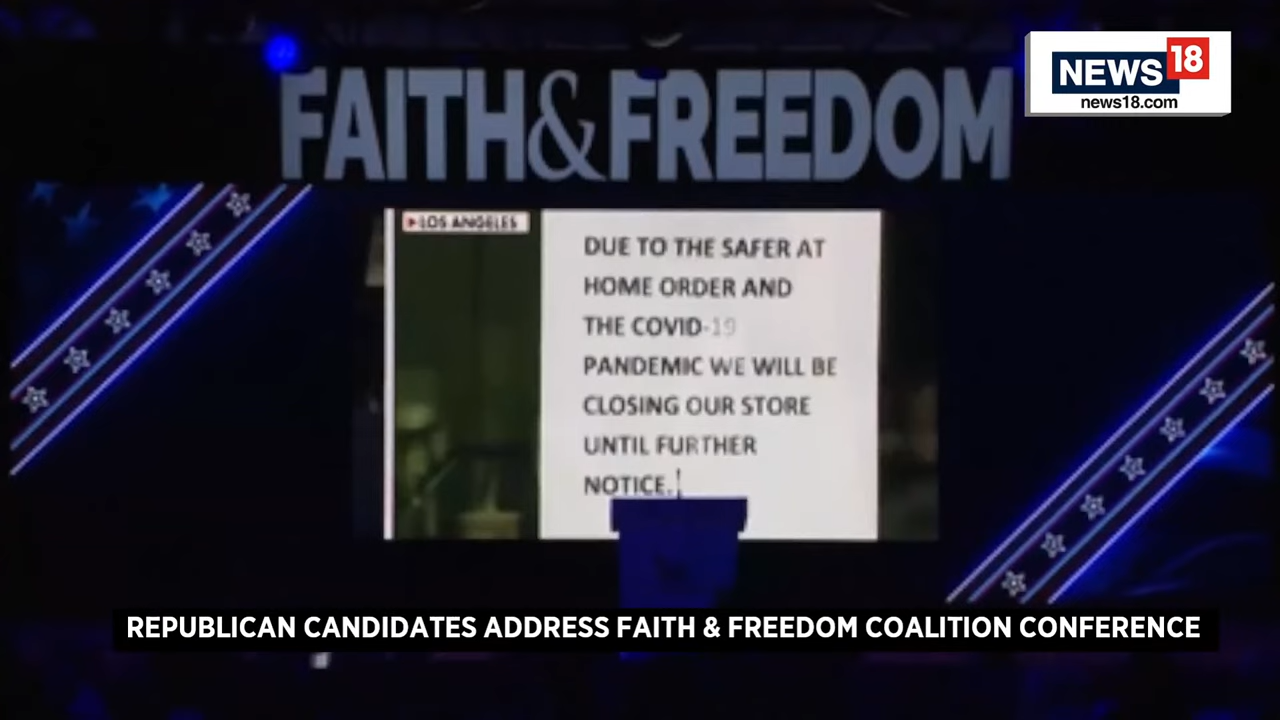 FAITH&FREEDOM
NEWS18
news18.com
LOS ANGELES
DUE TO THE SAFER AT
HOME ORDER AND
THE COVID-19
PANDEMIC WE WILL BE
CLOSING OUR STORE
UNTIL FURTHER
NOTICE.
REPUBLICAN CANDIDATES ADDRESS FAITH & FREEDOM COALITION CONFERENCE